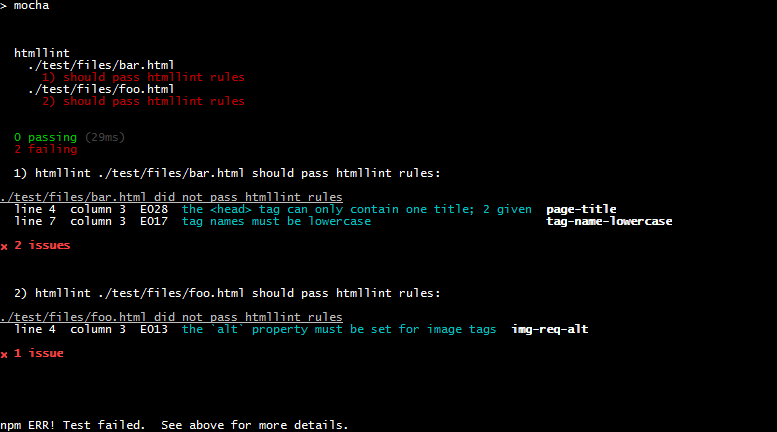 > mocha
htmllint
./test/files/bar.html
1) should pass htmllint rules
./test/files/foo.html
2) should pass htmllint rules
0 passing (29ms)
2 failing
1) htmllint ./test/files/bar.html should pass htmllint rules:
./test/files/bar.html did not pass htmllint rules
line 4  column 3  E028  the <head> tag can only contain one title; 2 given  page-title
line 7  column 3  E017  tag names must be lowercase  tag-name-lowercase
× 2 issues
2) htmllint ./test/files/foo.html should pass htmllint rules:
./test/files/foo.html did not pass htmllint rules
line 4  column 3  E013  the `alt` property must be set for image tags  img-req-alt
× 1 issue
npm ERR! Test failed.  See above for more details.